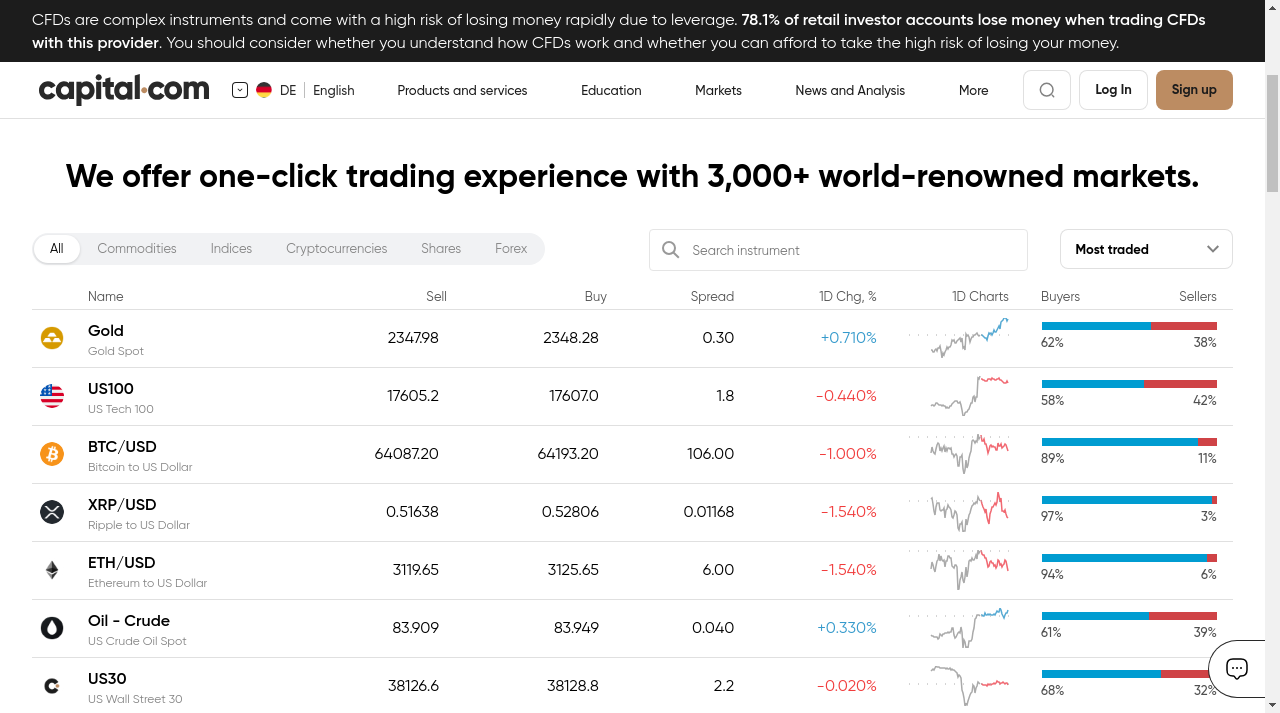 CFDs are complex instruments and come with a high risk of losing money rapidly due to leverage. 78.1% of retail investor accounts lose money when trading CFDs
with this provider. You should consider whether you understand how CFDs work and whether you can afford to take the high risk of losing your money.
capital.com DE English Products and services Education Markets News and Analysis More Log In Sign up
We offer one-click trading experience with 3,000+ world-renowned markets.
All Commodities Indices Cryptocurrencies Shares Forex Search instrument Most traded
Name Sell Buy Spread 1D Chg, % 1D Charts Buyers Sellers
Gold
Gold Spot
2347.98 2348.28 0.30 +0.710%
62% 38%
US100
US Tech 100
17605.2 17607.0 1.8 -0.440%
58% 42%
BTC/USD
Bitcoin to US Dollar
64087.20 64193.20 106.00 -1.000%
89% 11%
XRP/USD
Ripple to US Dollar
0.51638 0.52806 0.01168 -1.540%
97% 3%
ETH/USD
Ethereum to US Dollar
3119.65 3125.65 6.00 -1.540%
94% 6%
Oil - Crude
US Crude Oil Spot
83.909 83.949 0.040 +0.330%
61% 39%
US30
US Wall Street 30
38126.6 38128.8 2.2 -0.020%
68% 32%